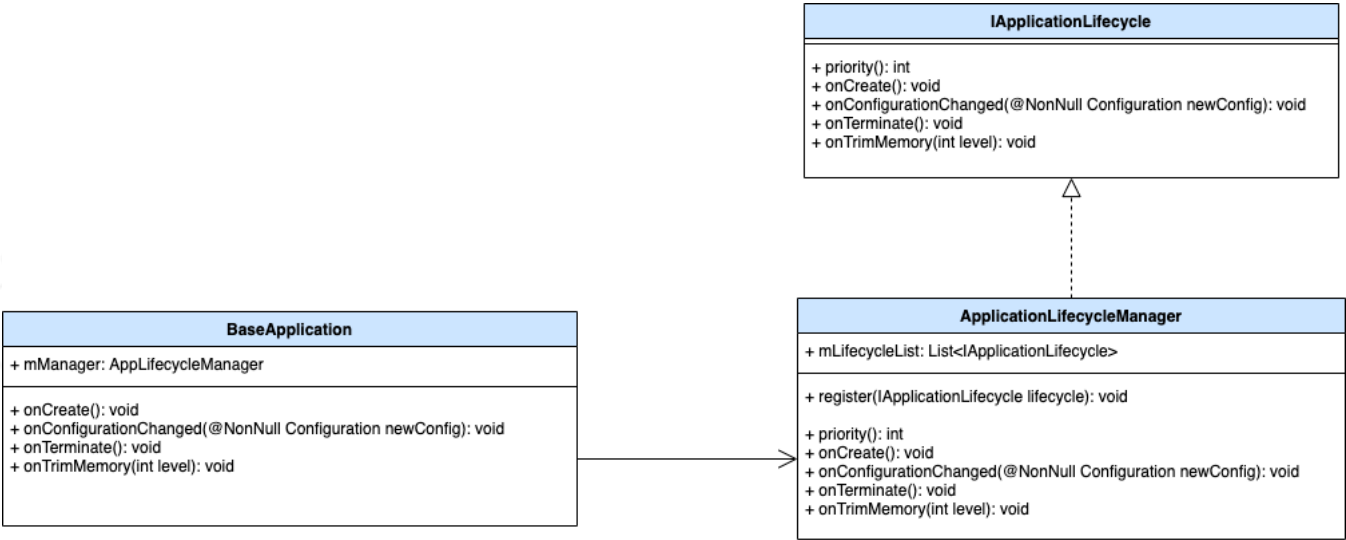 IApplicationLifecycle
+ priority(): int
+ onCreate(): void
+ onConfigurationChanged(@NonNull Configuration newConfig): void
+ onTerminate(): void
+ onTrimMemory(int level): void
BaseApplication
+ mManager: AppLifecycleManager
+ onCreate(): void
+ onConfigurationChanged(@NonNull Configuration newConfig): void
+ onTerminate(): void
+ onTrimMemory(int level): void
ApplicationLifecycleManager
+ mLifecycleList: List<IApplicationLifecycle>
+ register(IApplicationLifecycle lifecycle): void
+ priority(): int
+ onCreate(): void
+ onConfigurationChanged(@NonNull Configuration newConfig): void
+ onTerminate(): void
+ onTrimMemory(int level): void